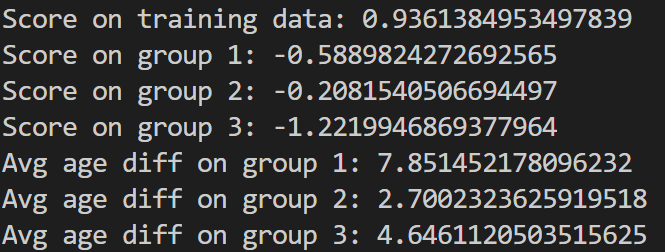 Score on training data: 0.9361384953497839
Score on group 1: -0.5889824272692565
Score on group 2: -0.2081540506694497
Score on group 3: -1.2219946869377964
Avg age diff on group 1: 7.851452178096232
Avg age diff on group 2: 2.7002323625919518
Avg age diff on group 3: 4.6461120503515625